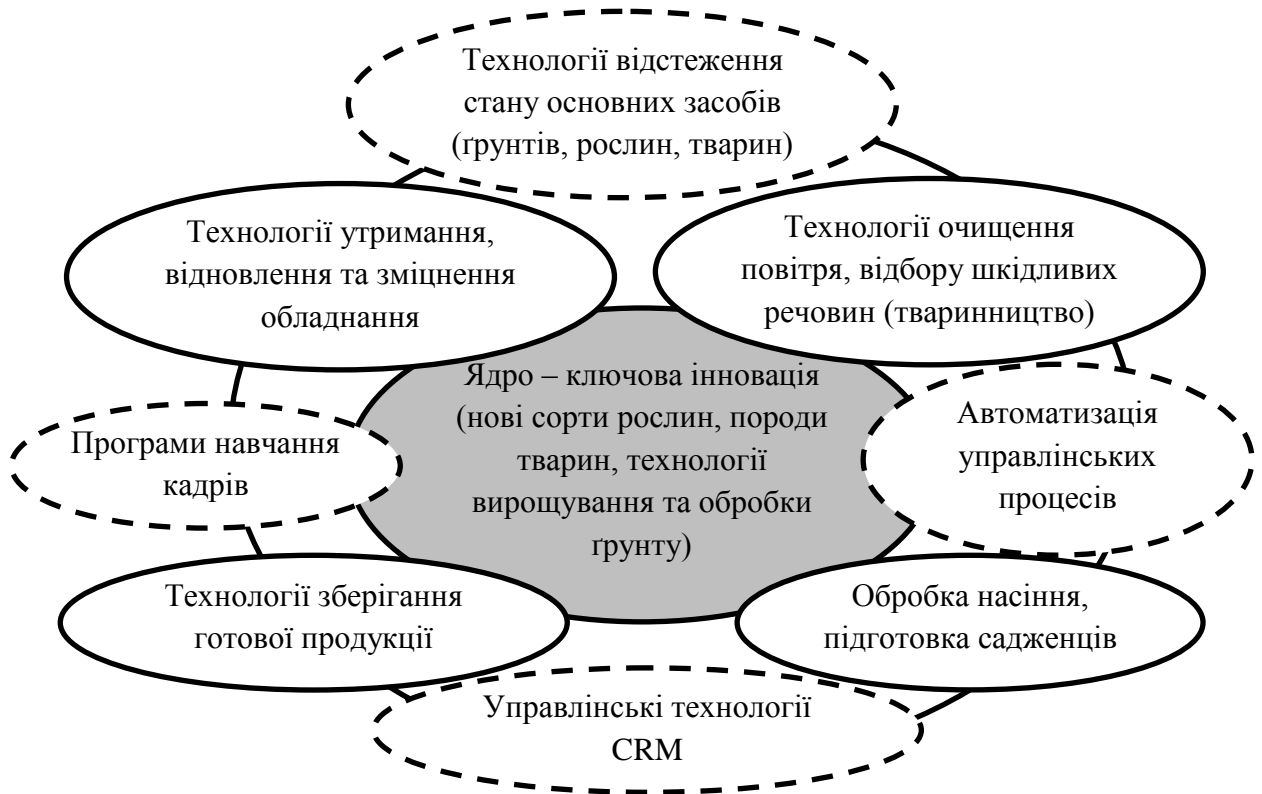 Технології відстеження
стану основних засобів
(ґрунтів, рослин, тварин)
Технології утримання,
відновлення та зміцнення
обладнання
Технології очищення
повітря, відбору шкідливих
речовин (тваринництво)
Ядро – ключова інновація
(нові сорти рослин, породи
тварин, технології
вирощування та обробки
ґрунту)
Програми навчання
кадрів
Автоматизація
управлінських
процесів
Технології зберігання
готової продукції
Обробка насіння,
підготовка садженців
Управлінські технології
CRM